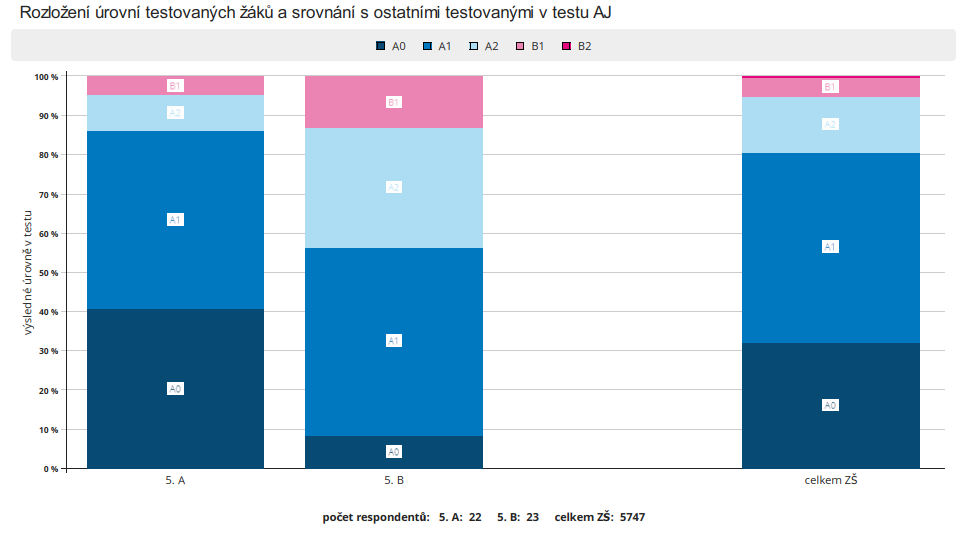 Rozložení úrovní testovaných žáků a srovnání s ostatními testovanými v testu AJ
A0 A1 A2 B1 B2
výsledné úrovně v testu
100 %
90 %
80 %
70 %
60 %
50 %
40 %
30 %
20 %
10 %
0 %
B1
A2
A1
A0
B1
A2
A1
A0
B1
A2
A1
A0
5. A 5. B celkem ZŠ
počet respondentů: 5. A: 22 5. B: 23 celkem ZŠ: 5747